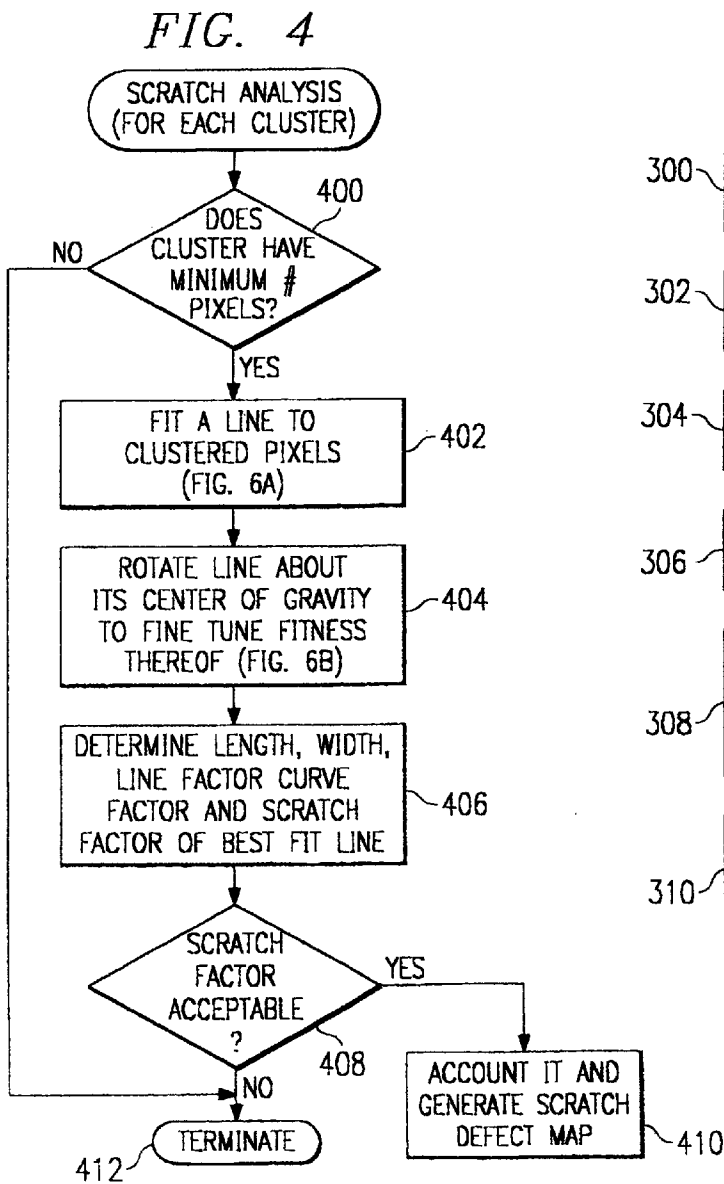 FIG. 4
SCRATCH ANALYSIS
(FOR EACH CLUSTER)
400
DOES
CLUSTER HAVE
MINIMUM #
PIXELS?
NO
YES
FIT A LINE TO
CLUSTERED PIXELS
(FIG. 6A)
402
ROTATE LINE ABOUT
ITS CENTER OF GRAVITY
TO FINE TUNE FITNESS
THEREOF (FIG. 6B)
404
DETERMINE LENGTH, WIDTH,
LINE FACTOR CURVE
FACTOR AND SCRATCH
FACTOR OF BEST FIT LINE
406
SCRATCH
FACTOR
ACCEPTABLE
?
408
YES
NO
ACCOUNT IT AND
GENERATE SCRATCH
DEFECT MAP
410
TERMINATE
412
300
302
304
306
308
310